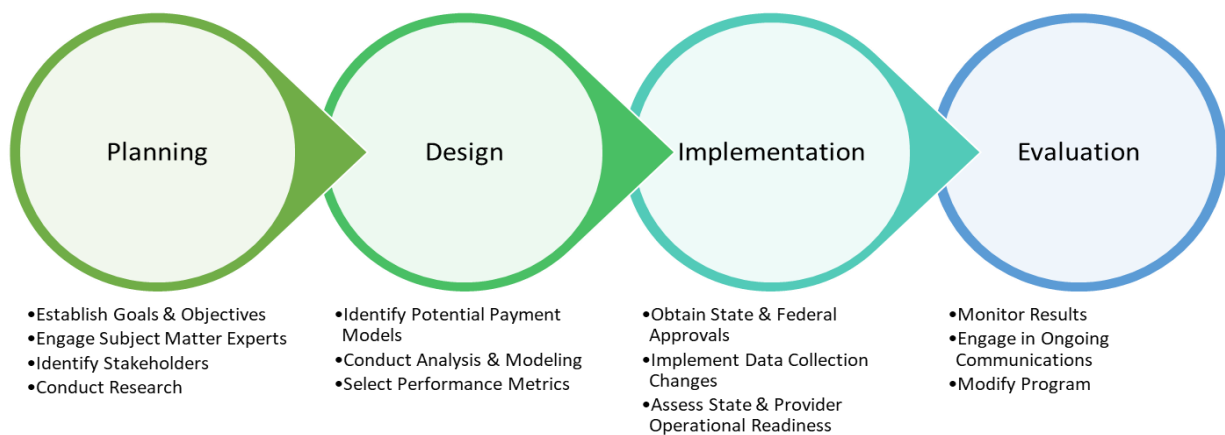 Planning
Design
Implementation
Evaluation
•Establish Goals & Objectives
•Engage Subject Matter Experts
•Identify Stakeholders
•Conduct Research
•Identify Potential Payment
Models
•Conduct Analysis & Modeling
•Select Performance Metrics
•Obtain State & Federal
Approvals
•Implement Data Collection
Changes
•Assess State & Provider
Operational Readiness
•Monitor Results
•Engage in Ongoing
Communications
•Modify Program